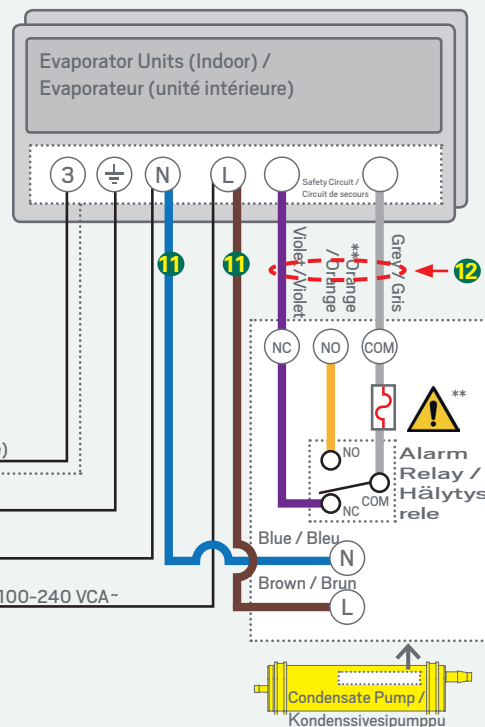 Evaporator Units (Indoor) /
Evaporateur (unité intérieure)
3
N
L
Safety Circuit /
Circuit de secours
11
11
12
Violet / Violet
**Orange
/ Orange
Grey / Gris
NC
NO
COM
**
NO
COM
NC
Alarm
Relay /
Hälytys
rele
)
Blue / Bleu
N
Brown / Brun
L
100-240 VCA~
Condensate Pump /
Kondenssivesipumppu